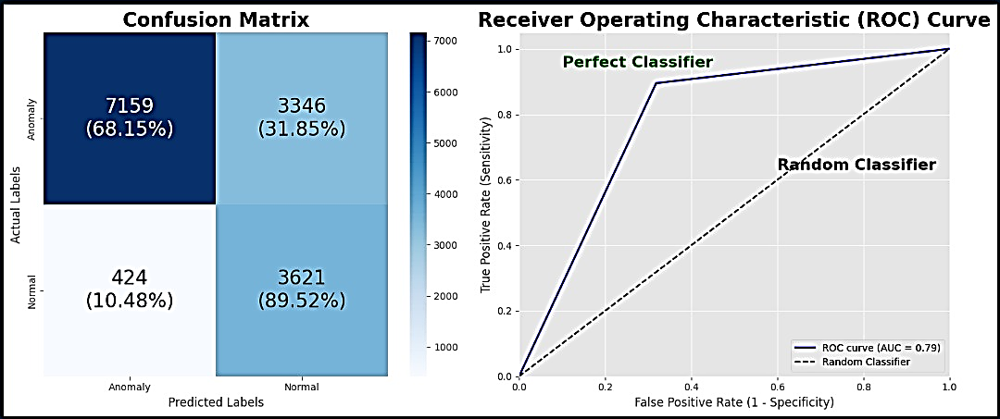 Confusion Matrix
Actual Labels
Anomaly
Normal
7159
(68.15%)
3346
(31.85%)
424
(10.48%)
3621
(89.52%)
Anomaly
Normal
Predicted Labels
7000
6000
5000
4000
3000
2000
1000
Receiver Operating Characteristic (ROC) Curve
True Positive Rate (Sensitivity)
1.0
0.8
0.6
0.4
0.2
0.0
Perfect Classifier
Random Classifier
ROC curve (AUC = 0.79)
Random Classifier
0.0
0.2
0.4
0.6
0.8
1.0
False Positive Rate (1 - Specificity)